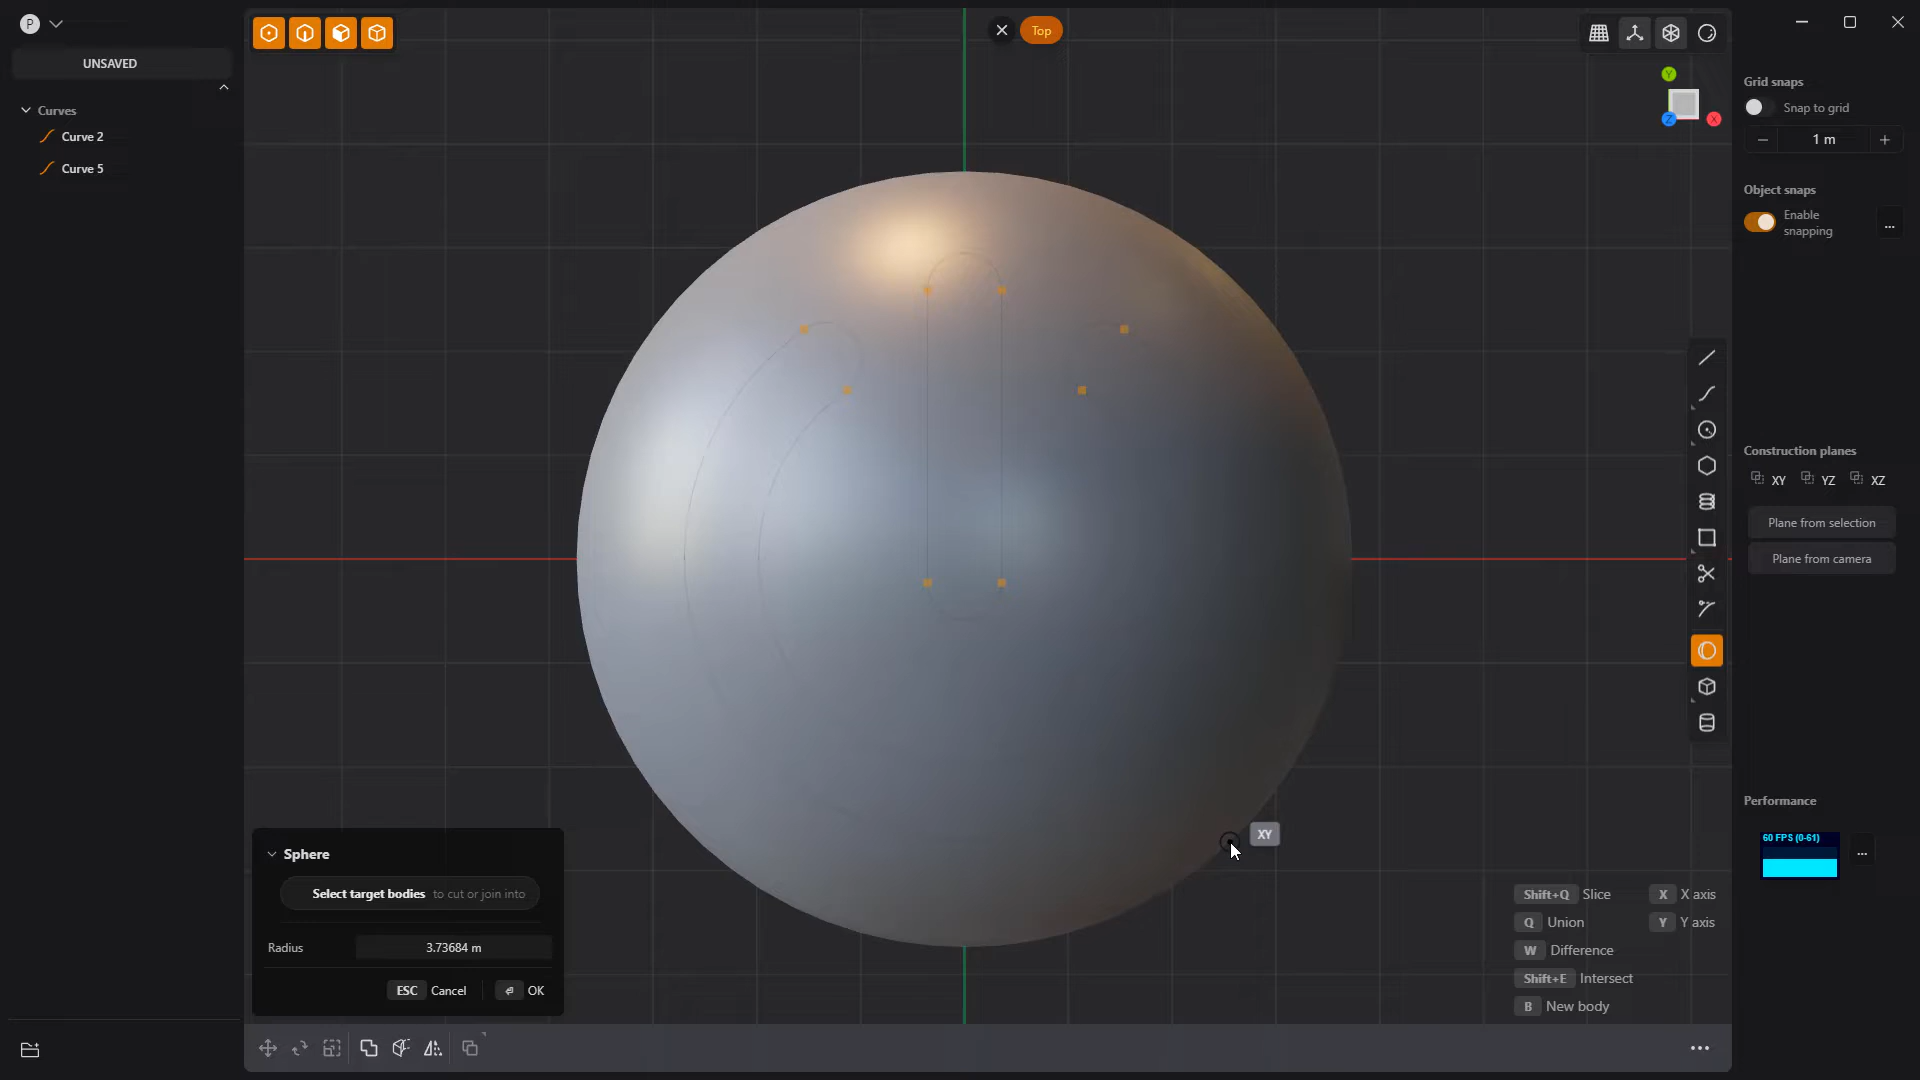 P
UNSAVED
Curves
Curve 2
Curve 5
Top
Y
Z
X
Grid snaps
Snap to grid
1 m
Object snaps
Enable
snapping
...
Construction planes
XY
YZ
XZ
Plane from selection
Plane from camera
Performance
60 FPS (0-61)
...
XY
Sphere
Select target bodies to cut or join into
Radius
3.73684 m
ESC Cancel
OK
Shift+Q Slice
X X axis
Q Union
Y Y axis
W Difference
Shift+E Intersect
B New body